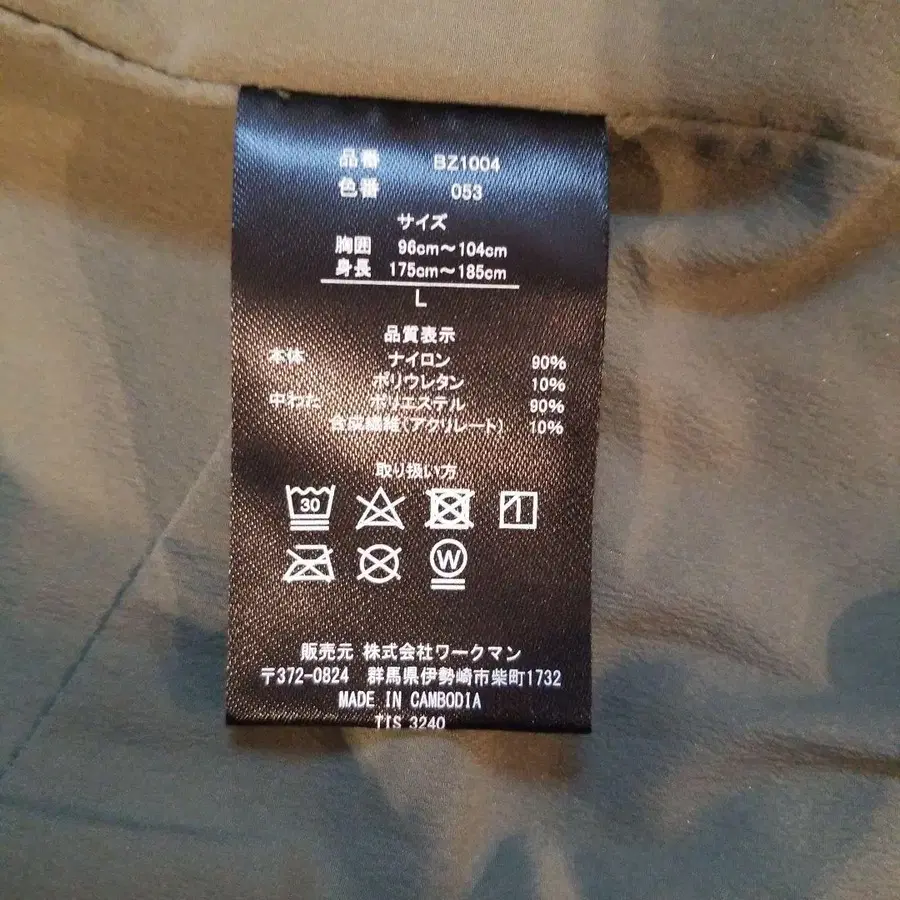 品番 BZ1004
色番 053
サイズ
胸囲 96cm～104cm
身長 175cm～185cm
L
品質表示
本体 ナイロン 90%
ポリウレタン 10%
中わた ポリエステル 90%
合成繊維(アクリレート) 10%
取り扱い方
30
W
販売元 株式会社ワークマン
〒372-0824 群馬県伊勢崎市柴町1732
MADE IN CAMBODIA
TIS 3240